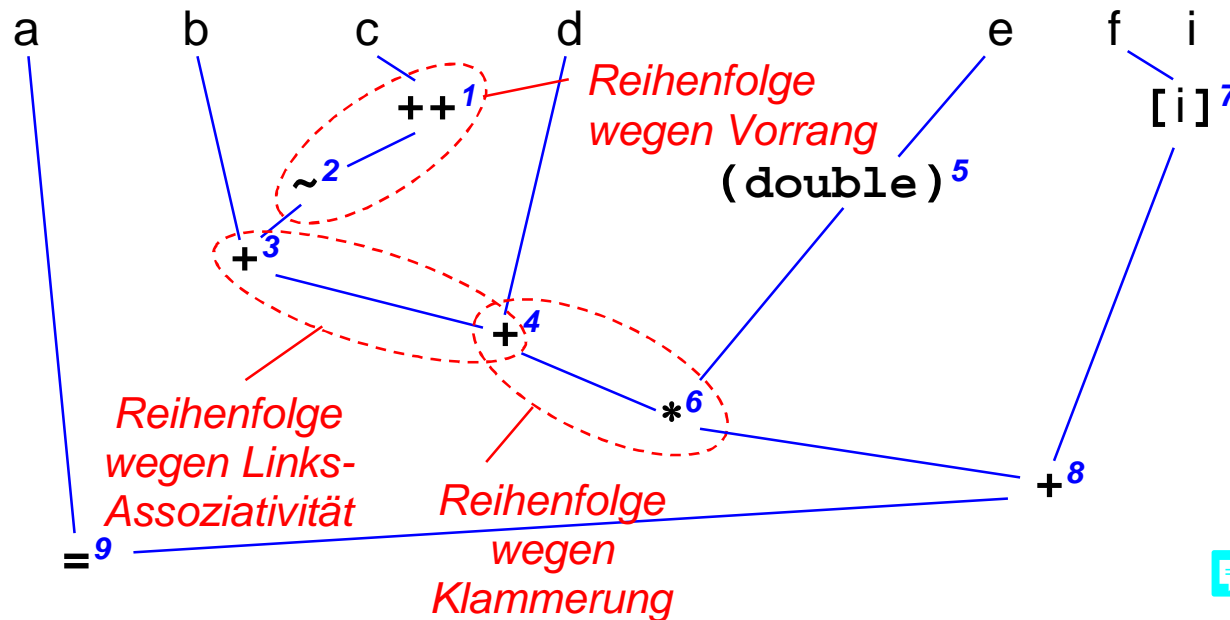 a b c d e f i
++1
[i]7
Reihenfolge
wegen Vorrang
~2
(double)5
+3
+4
*6
Reihenfolge
wegen Links-
Assoziativität
+8
Reihenfolge
wegen
Klammerung
=9